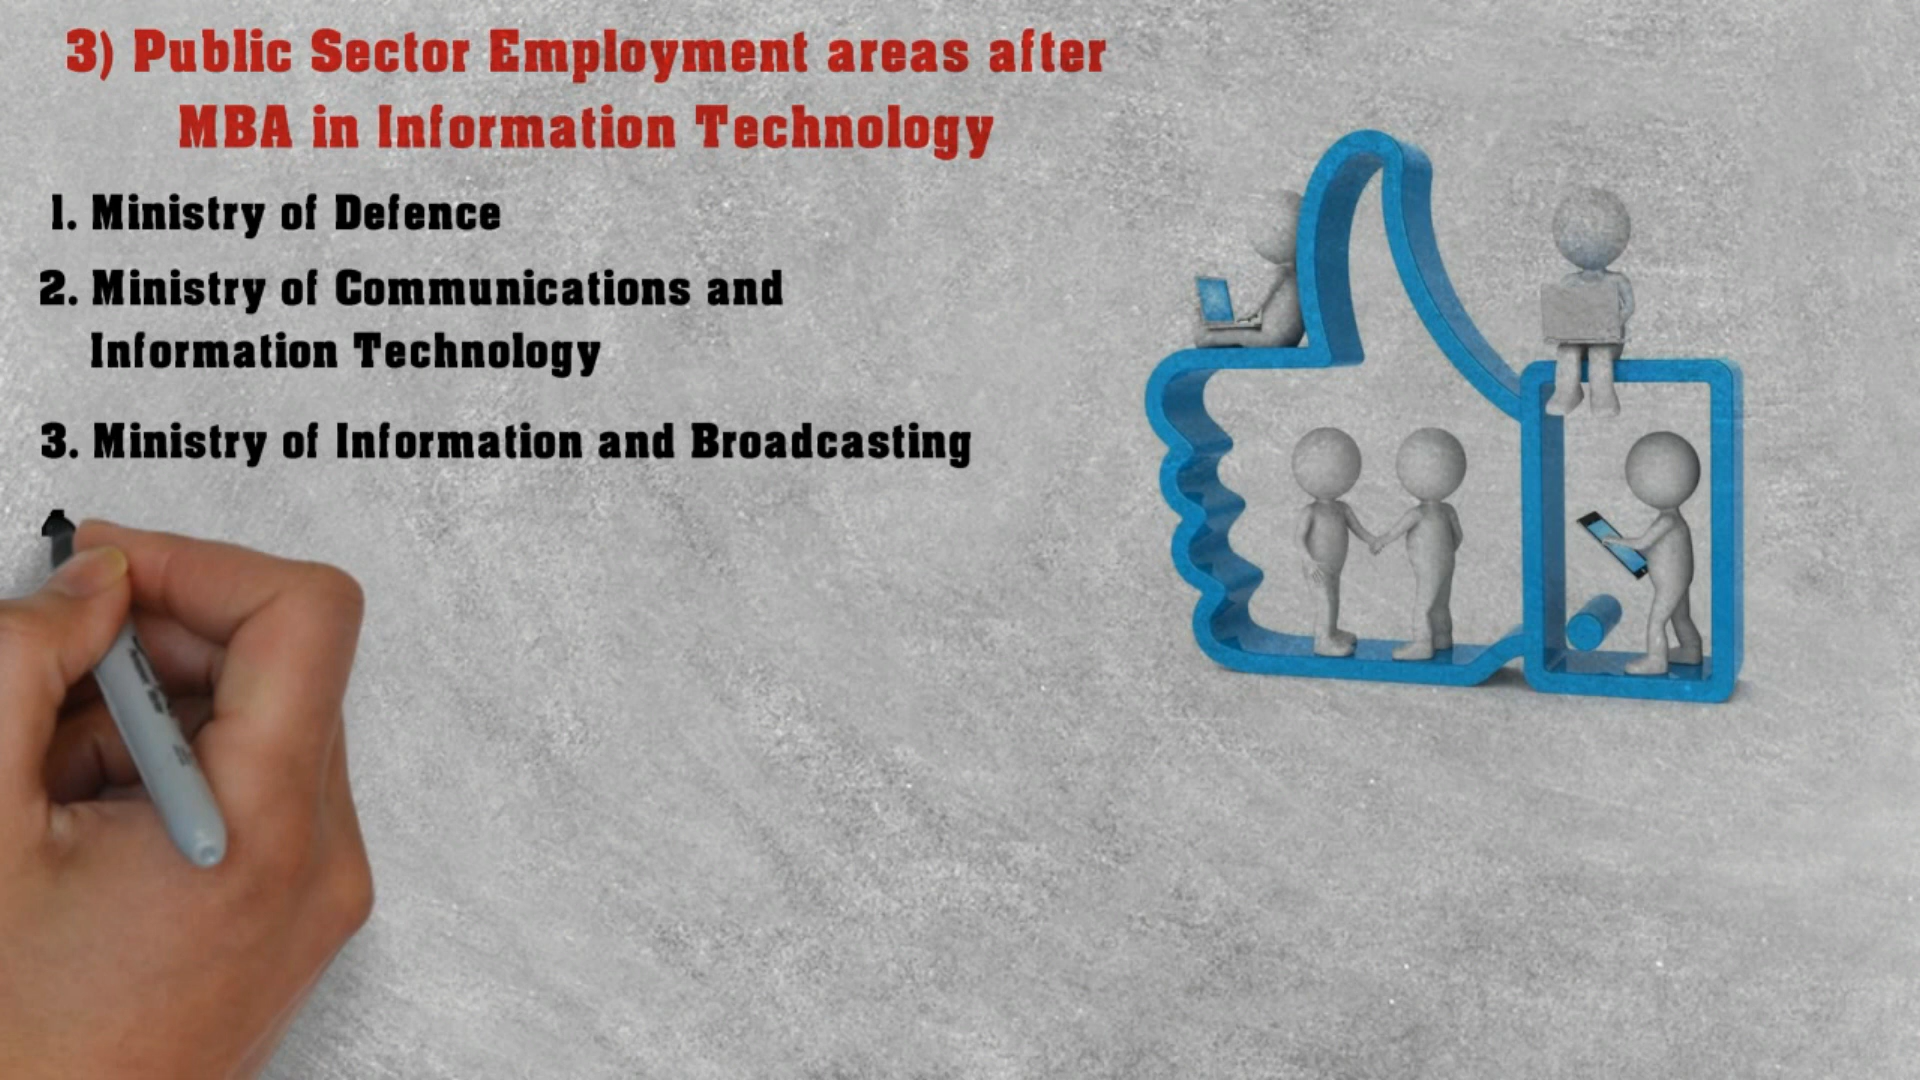 3) Public Sector Employment areas after
MBA in Information Technology
1. Ministry of Defence
2. Ministry of Communications and
Information Technology
3. Ministry of Information and Broadcasting